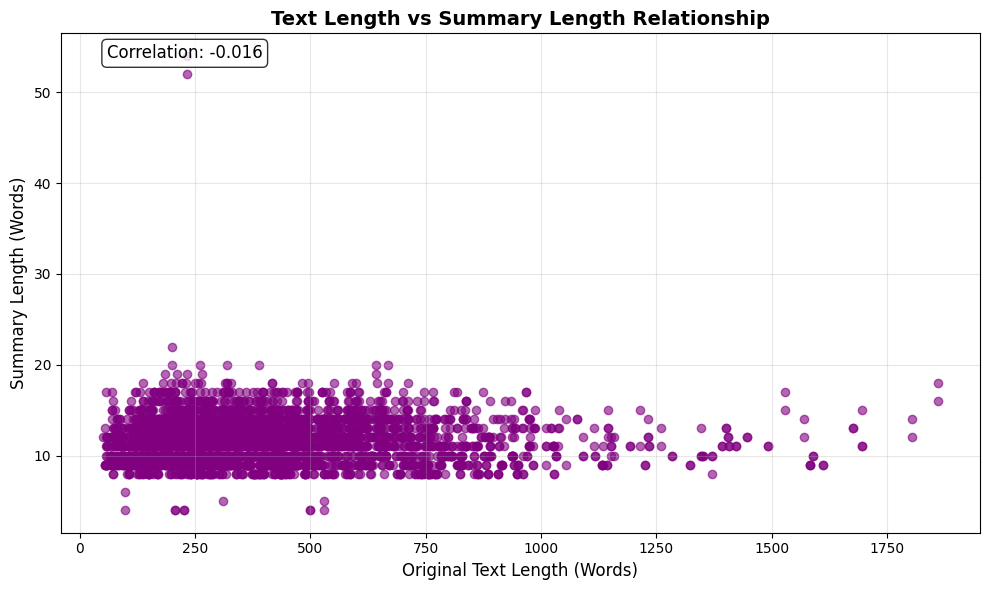 Text Length vs Summary Length Relationship
Correlation: -0.016
Summary Length (Words)
50
40
30
20
10
0 250 500 750 1000 1250 1500 1750
Original Text Length (Words)